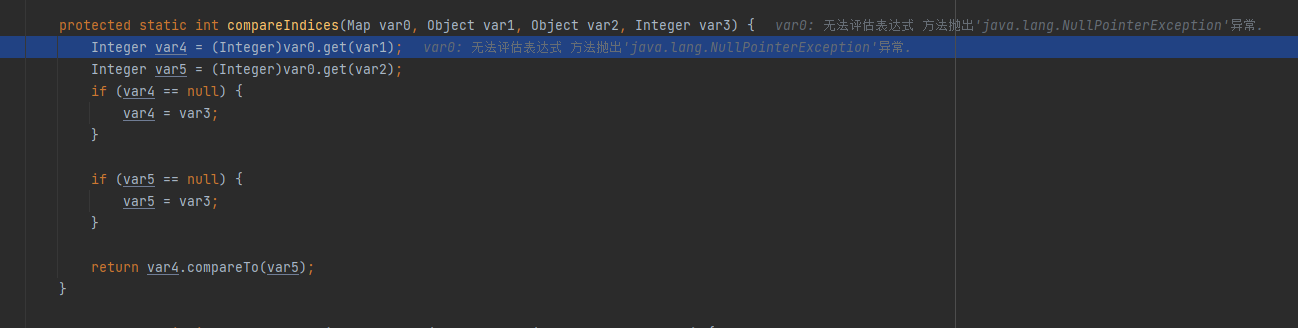 protected static int compareIndices(Map var0, Object var1, Object var2, Integer var3) { var0: 无法评估表达式 方法抛出'java.lang.NullPointerException'异常.
Integer var4 = (Integer)var0.get(var1); var0: 无法评估表达式 方法抛出'java.lang.NullPointerException'异常.
Integer var5 = (Integer)var0.get(var2);
if (var4 == null) {
var4 = var3;
}
if (var5 == null) {
var5 = var3;
}
return var4.compareTo(var5);
}